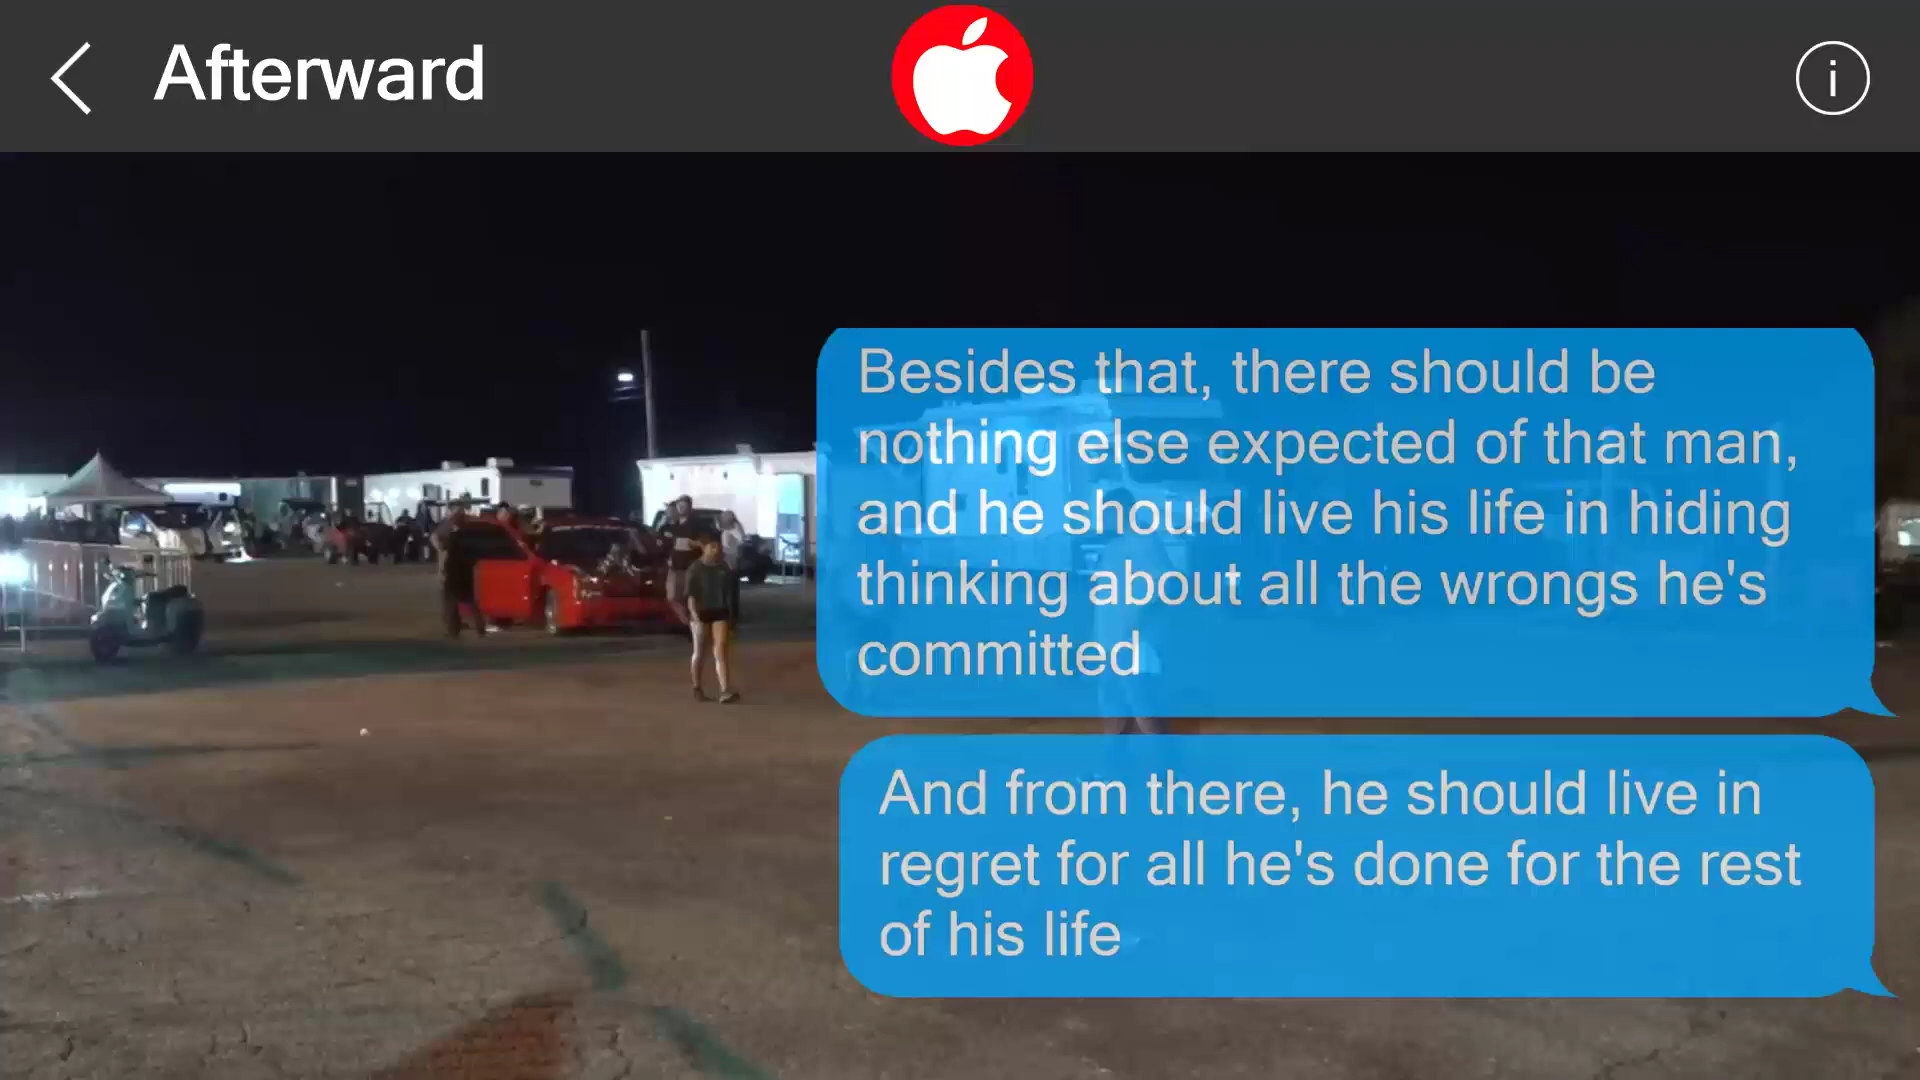 Afterward
i
Besides that, there should be
nothing else expected of that man,
and he should live his life in hiding
thinking about all the wrongs he's
committed
And from there, he should live in
regret for all he's done for the rest
of his life